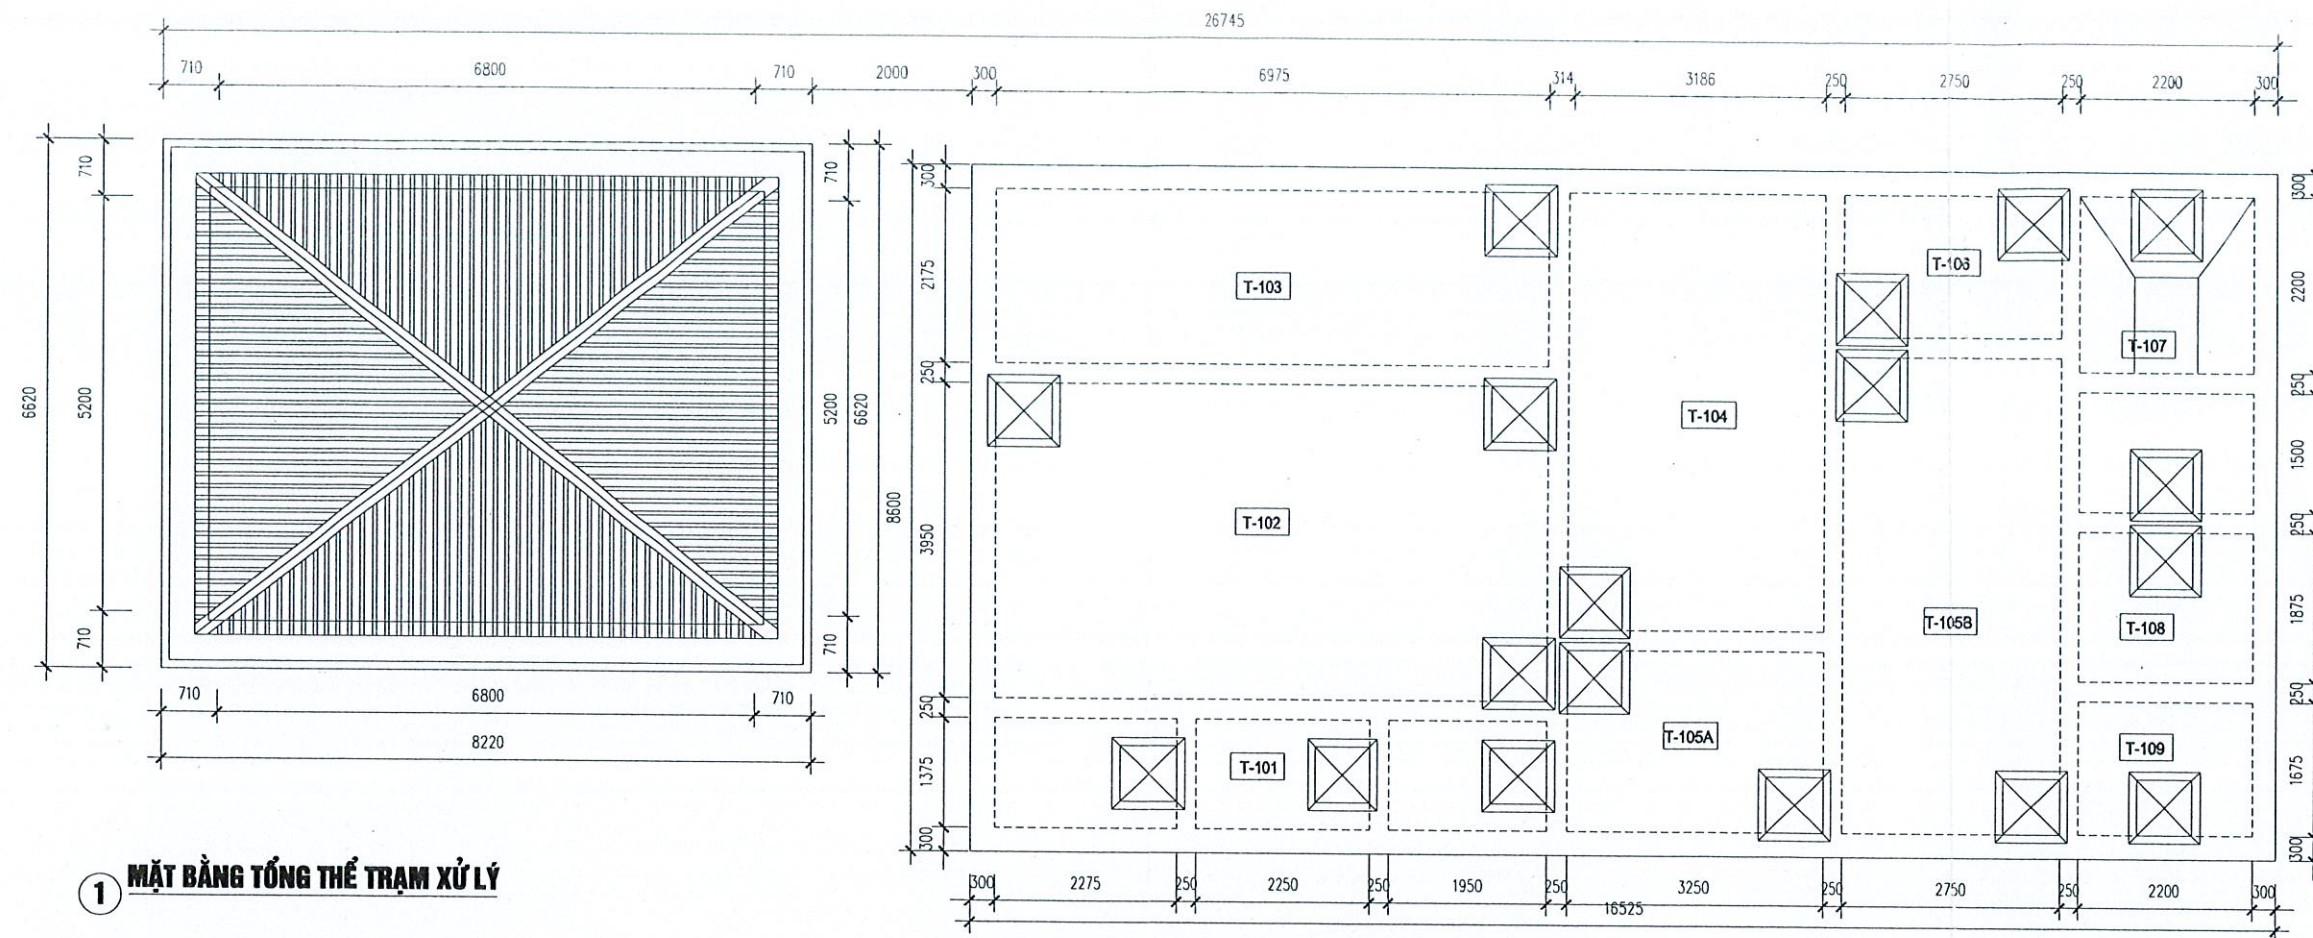 26745
710 6800 710 2000 300 6975 314 3186 250 2750 250 2200 300
710
710
300
300
2175
T-103
T-106
2200
T-107
250
250
6620
5200
5200
6620
T-104
1500
8600
3950
T-102
250
T-105B
1875
T-108
710
710
250
250
710 6800 710
8220
T-101
T-105A
T-109
1375
1675
300
300
1 MẶT BẰNG TỔNG THỂ TRẠM XỬ LÝ
300 2275 250 2250 250 1950 250 3250 250 2750 250 2200 300
16525